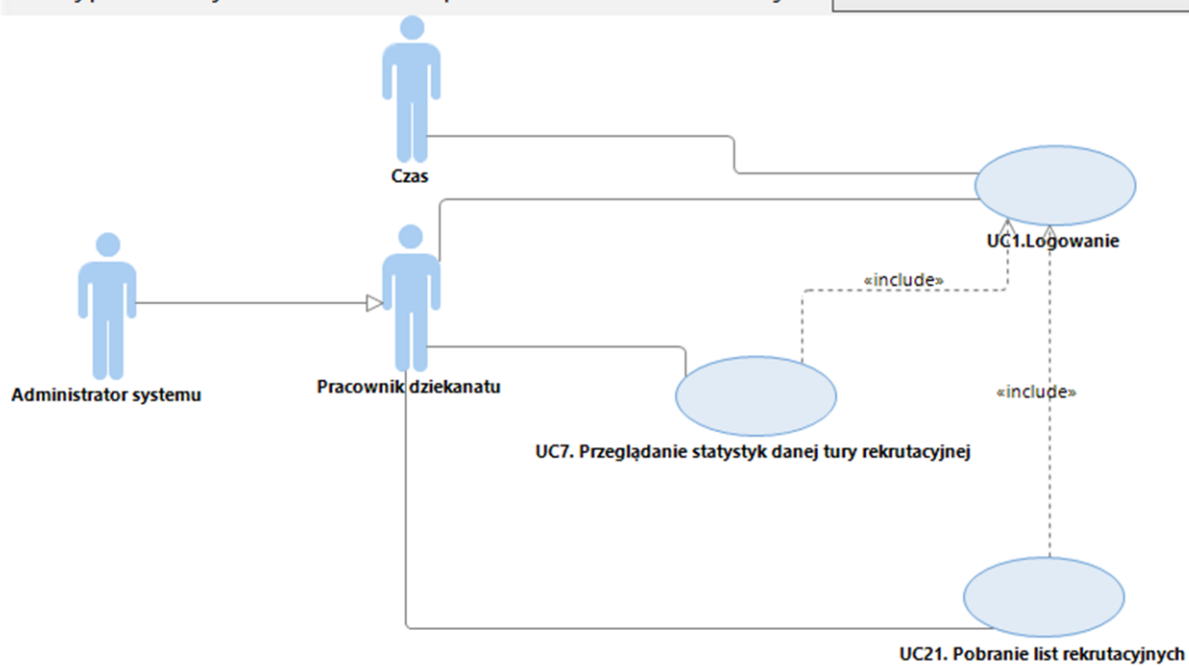 Czas
UC1.Logowanie
«include»
Administrator systemu
Pracownik dziekanatu
«include»
UC7. Przeglądanie statystyk danej tury rekrutacyjnej
UC21. Pobranie list rekrutacyjnych